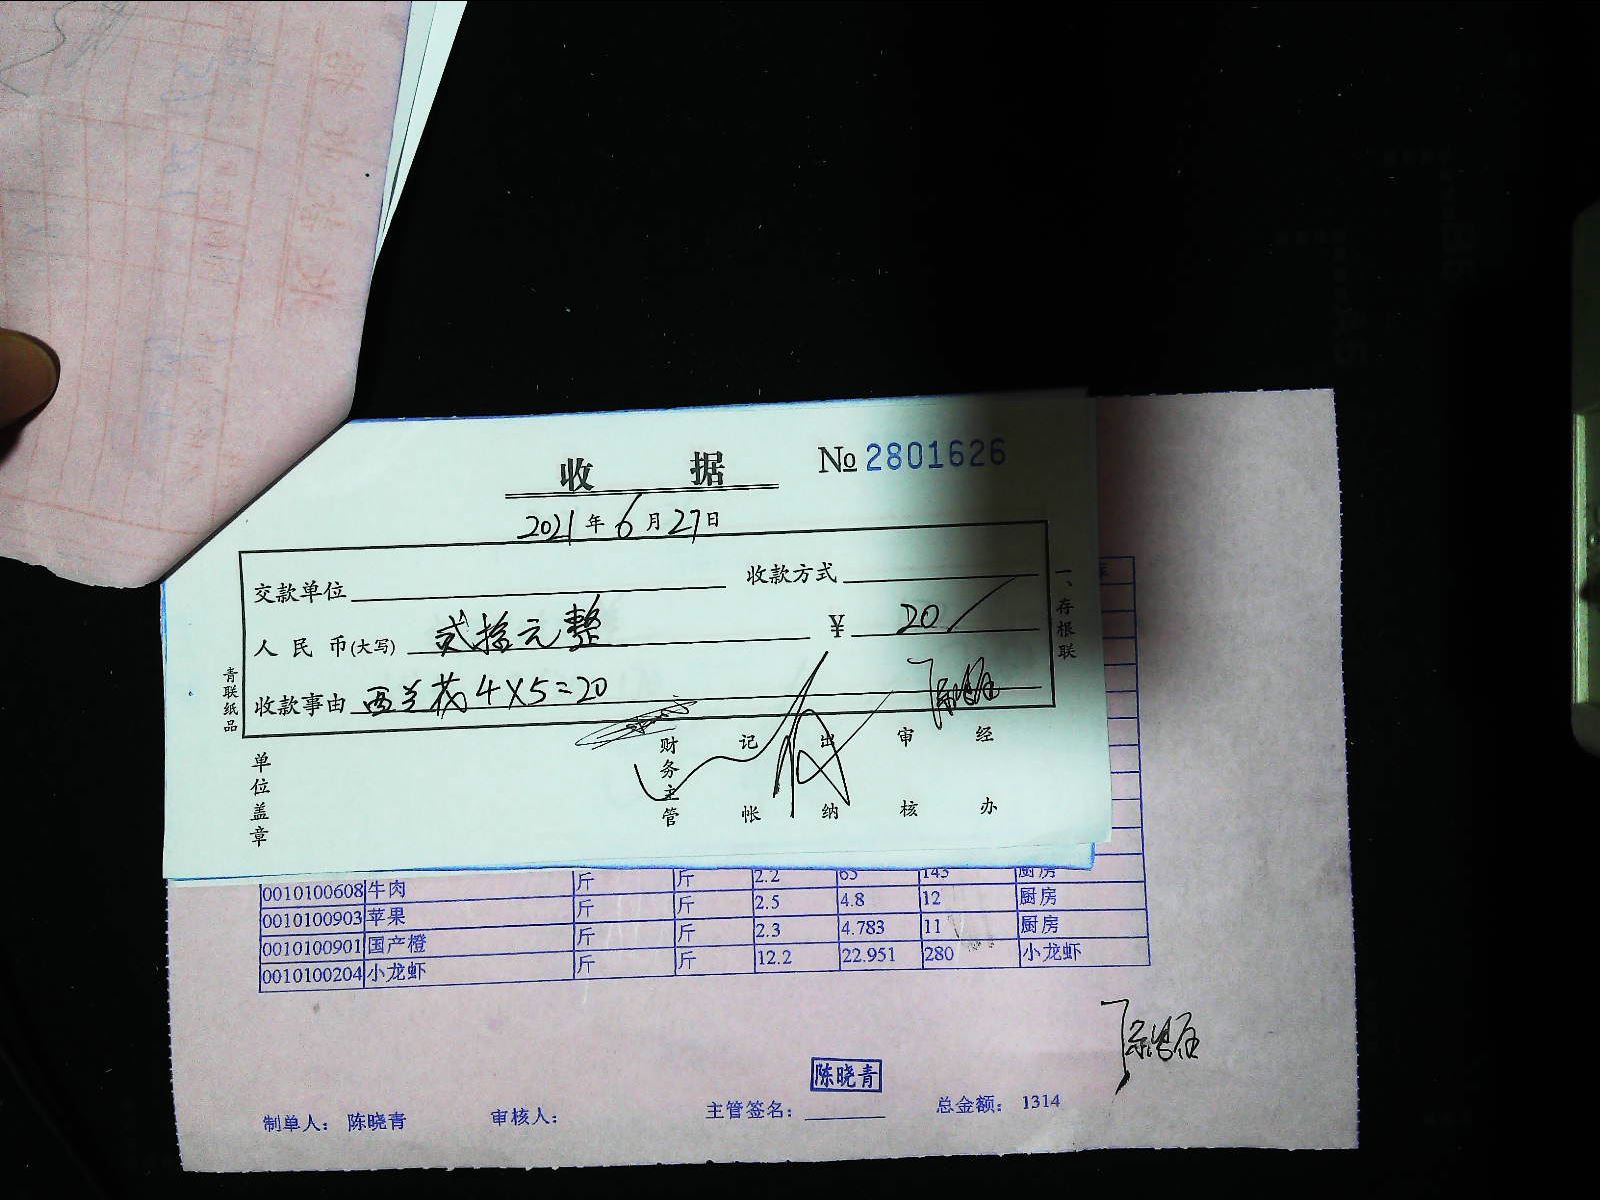 收 据 №2801626
2021年6月27日
交款单位 收款方式
人民币(大写) 贰拾元整 ¥ 20
收款事由 西兰花4X5=20
一、存根联
青联纸品
单位盖章
财务主管 记帐 出纳 审核 经办
0010100608 牛肉 斤 斤 2.2 65 143 厨房
0010100903 苹果 斤 斤 2.5 4.8 12 厨房
0010100901 国产橙 斤 斤 2.3 4.783 11 厨房
0010100204 小龙虾 斤 斤 12.2 22.951 280 小龙虾
陈晓青
制单人: 陈晓青 审核人: 主管签名: 总金额: 1314